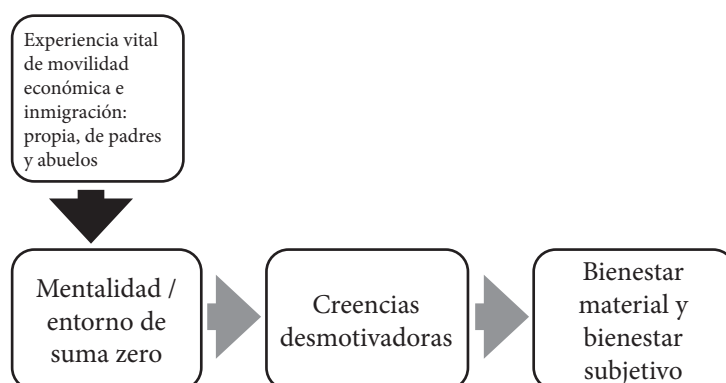 Experiencia vital
de movilidad
económica e
inmigración:
propia, de padres
y abuelos
Mentalidad /
entorno de
suma zero
Creencias
desmotivadoras
Bienestar
material y
bienestar
subjetivo